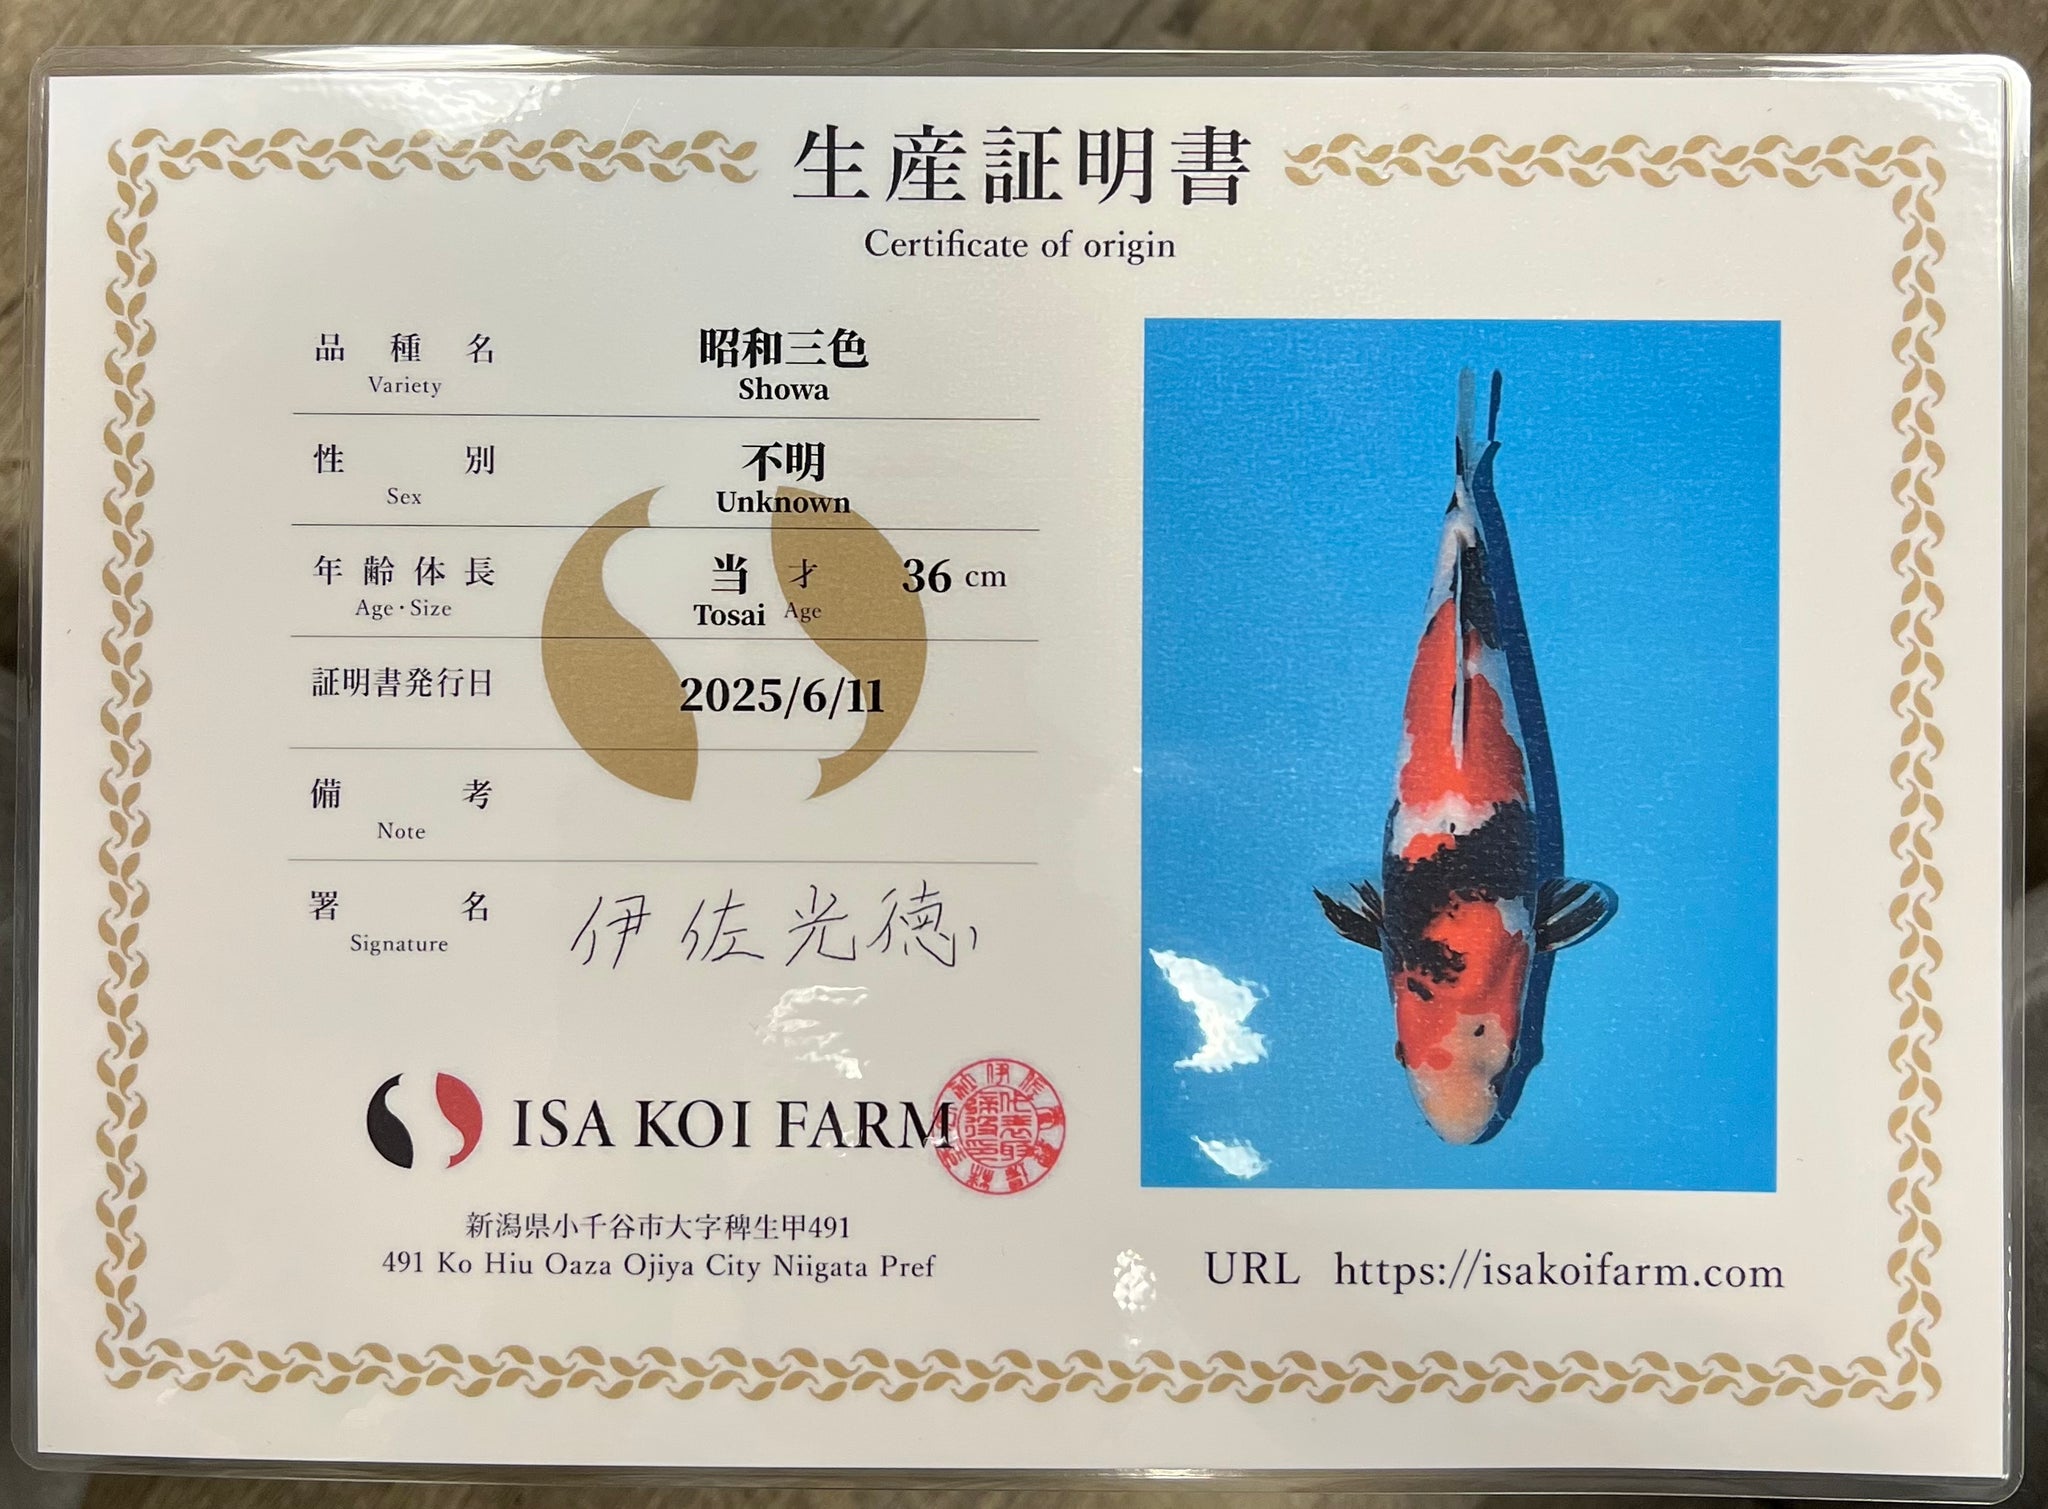 生産証明書
Certificate of origin
品種名 昭和三色
Variety Showa
性別 不明
Sex Unknown
年齢体長 当 才 36 cm
Age・Size Tosai Age
証明書発行日 2025/6/11
備考
Note
署名 伊佐光徳
Signature
ISA KOI FARM
新潟県小千谷市大字稗生甲491
491 Ko Hiu Oaza Ojiya City Niigata Pref
URL https://isakoifarm.com